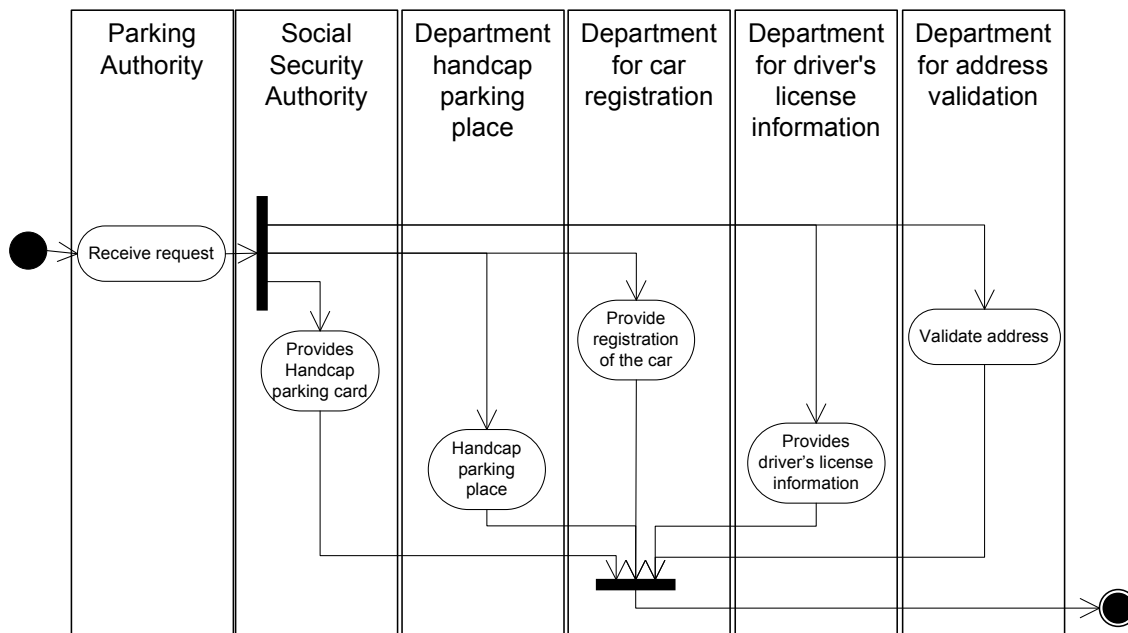 Parking
Authority
Social
Security
Authority
Department
handcap
parking
place
Department
for car
registration
Department
for driver's
license
information
Department
for address
validation
Receive request
Provides
Handcap
parking card
Handcap
parking
place
Provide
registration
of the car
Provides
driver’s license
information
Validate address